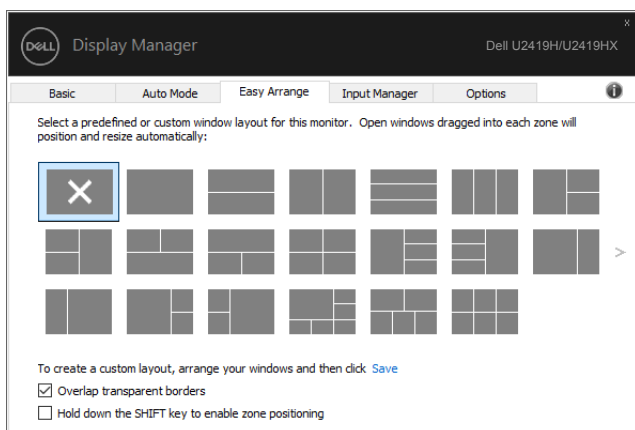 x
DELL Display Manager Dell U2419H/U2419HX
Basic Auto Mode Easy Arrange Input Manager Options i
Select a predefined or custom window layout for this monitor. Open windows dragged into each zone will
position and resize automatically:
>
To create a custom layout, arrange your windows and then click Save
Overlap transparent borders
Hold down the SHIFT key to enable zone positioning